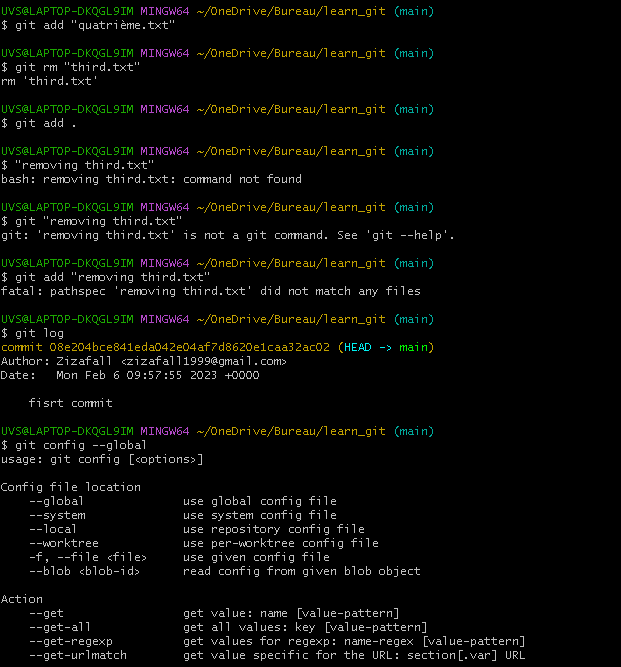 UVS@LAPTOP-DKQGL9IM MINGW64 ~/OneDrive/Bureau/learn_git (main)
$ git add "quatrième.txt"
UVS@LAPTOP-DKQGL9IM MINGW64 ~/OneDrive/Bureau/learn_git (main)
$ git rm "third.txt"
rm 'third.txt'
UVS@LAPTOP-DKQGL9IM MINGW64 ~/OneDrive/Bureau/learn_git (main)
$ git add .
UVS@LAPTOP-DKQGL9IM MINGW64 ~/OneDrive/Bureau/learn_git (main)
$ "removing third.txt"
bash: removing third.txt: command not found
UVS@LAPTOP-DKQGL9IM MINGW64 ~/OneDrive/Bureau/learn_git (main)
$ git "removing third.txt"
git: 'removing third.txt' is not a git command. See 'git --help'.
UVS@LAPTOP-DKQGL9IM MINGW64 ~/OneDrive/Bureau/learn_git (main)
$ git add "removing third.txt"
fatal: pathspec 'removing third.txt' did not match any files
UVS@LAPTOP-DKQGL9IM MINGW64 ~/OneDrive/Bureau/learn_git (main)
$ git log
commit 08e204bce841eda042e04af7d8620e1caa32ac02 (HEAD -> main)
Author: Zizafall <zizafall1999@gmail.com>
Date:   Mon Feb 6 09:57:55 2023 +0000
    fisrt commit
UVS@LAPTOP-DKQGL9IM MINGW64 ~/OneDrive/Bureau/learn_git (main)
$ git config --global
usage: git config [<options>]
Config file location
    --global              use global config file
    --system              use system config file
    --local               use repository config file
    --worktree            use per-worktree config file
    -f, --file <file>     use given config file
    --blob <blob-id>      read config from given blob object
Action
    --get                 get value: name [value-pattern]
    --get-all             get all values: key [value-pattern]
    --get-regexp          get values for regexp: name-regex [value-pattern]
    --get-urlmatch        get value specific for the URL: section[.var] URL